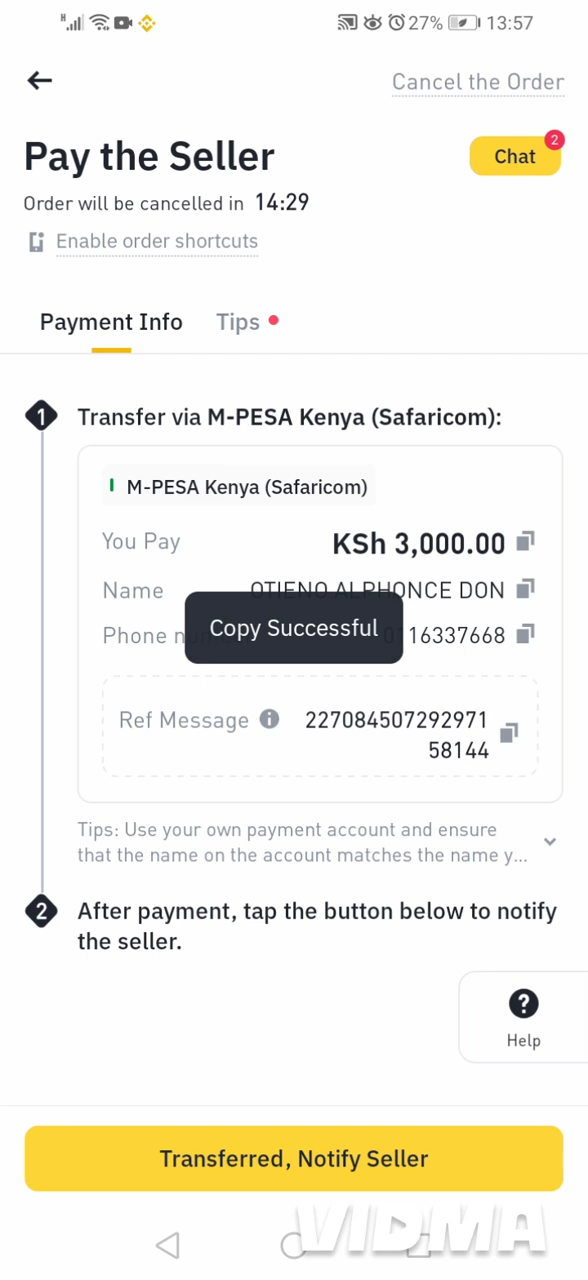 H
27% 13:57
Cancel the Order
Pay the Seller
Chat
2
Order will be cancelled in 14:29
Enable order shortcuts
Payment Info Tips
1
Transfer via M-PESA Kenya (Safaricom):
M-PESA Kenya (Safaricom)
You Pay KSh 3,000.00
Name OTIENO ALPHONCE DON
Copy Successful
Phone 0116337668
Ref Message 227084507292971
58144
Tips: Use your own payment account and ensure
that the name on the account matches the name y...
2
After payment, tap the button below to notify
the seller.
?
Help
Transferred, Notify Seller
VIDMA